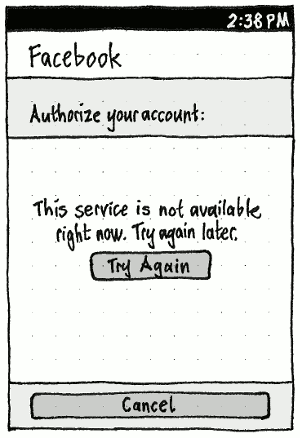 2:38 PM
Facebook
Authorize your account:
This service is not available
right now. Try again later.
Try Again
Cancel